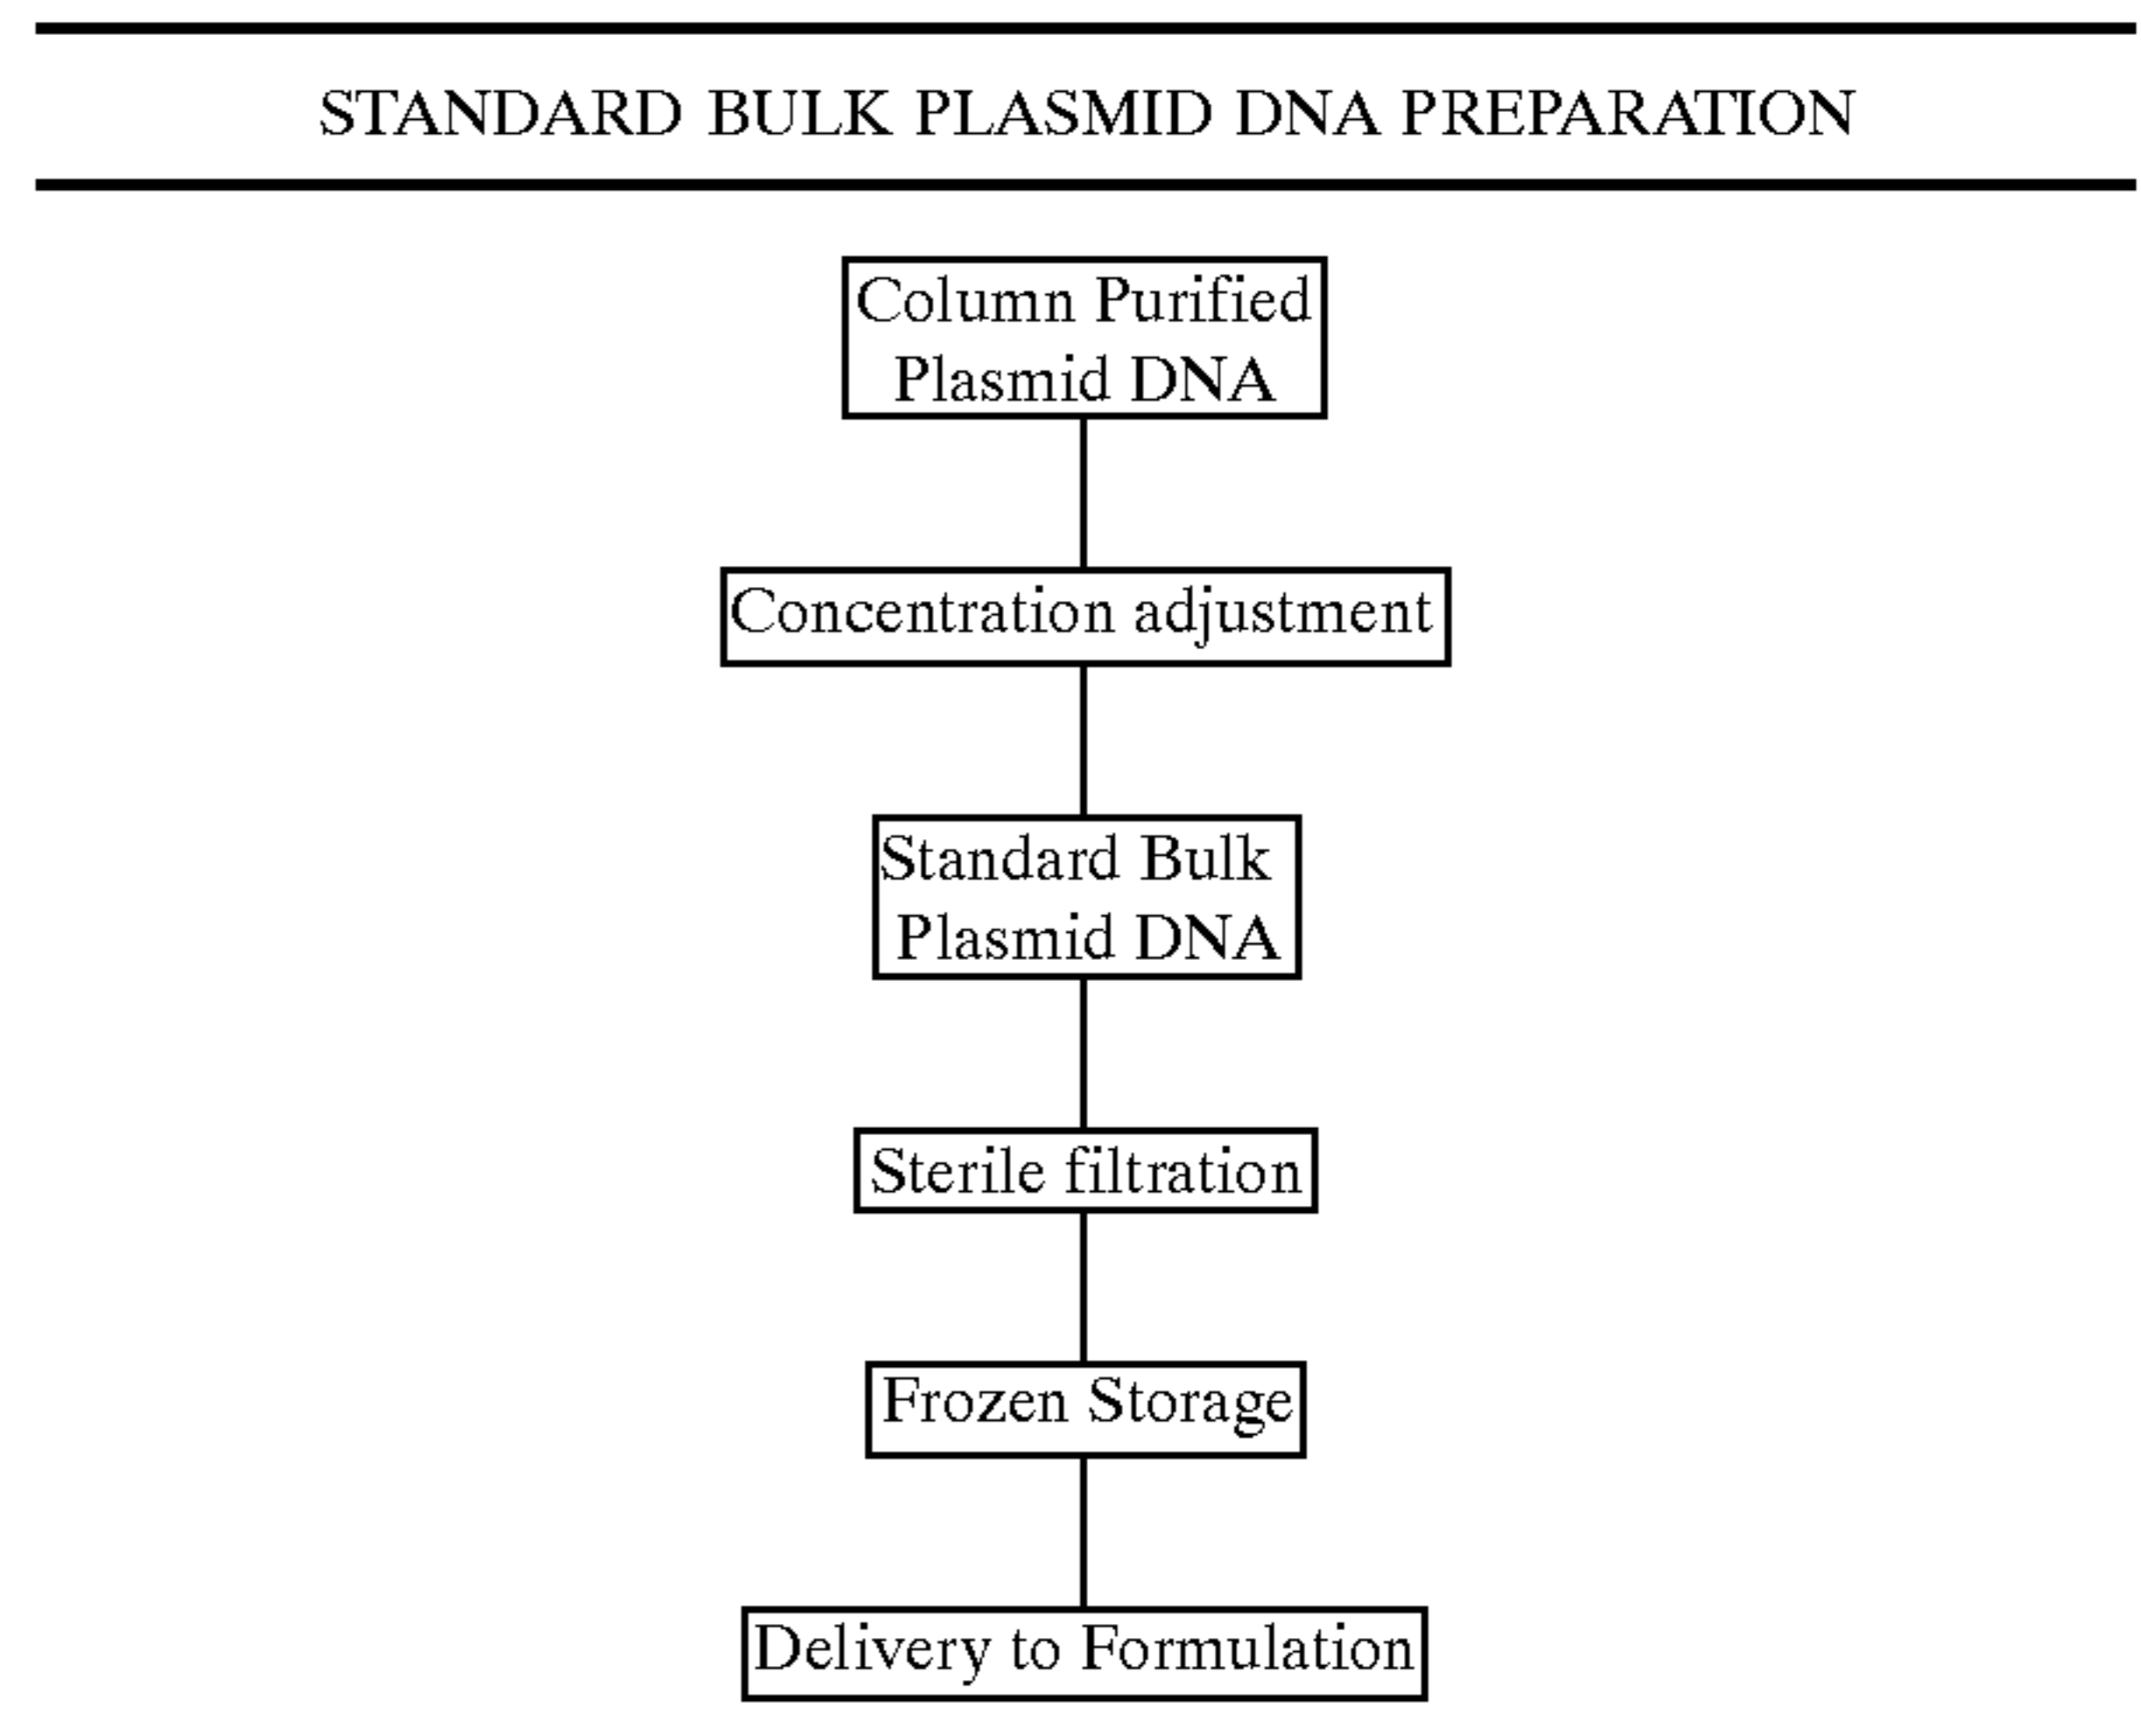 STANDARD BULK PLASMID DNA PREPARATION
Column Purified
Plasmid DNA
Concentration adjustment
Standard Bulk
Plasmid DNA
Sterile filtration
Frozen Storage
Delivery to Formulation